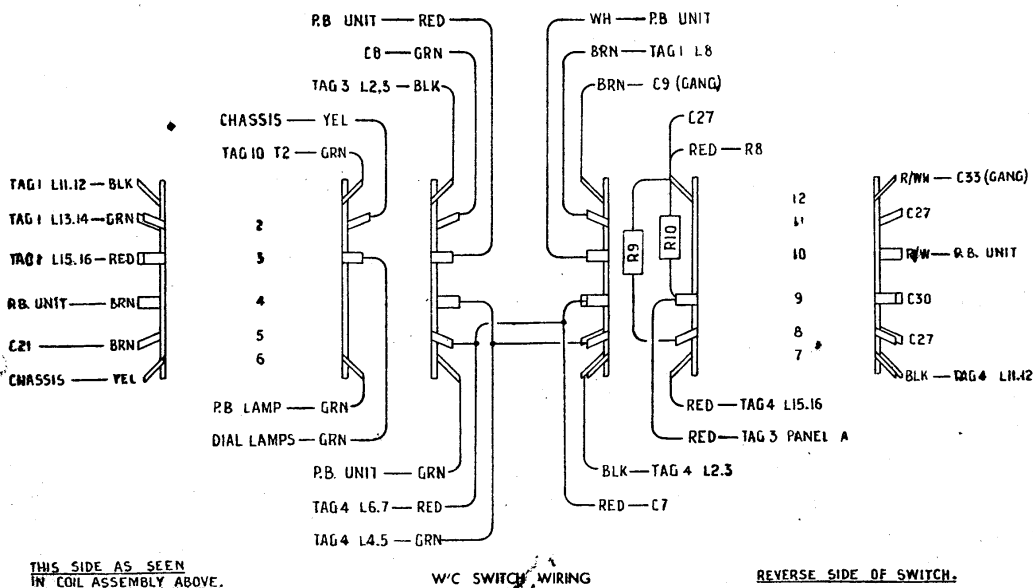 P.B UNIT — RED
WH — P.B UNIT
C8 — GRN
BRN — TAG 1 L8
TAG 3 L2,3 — BLK
BRN — C9 (GANG)
CHASSIS — YEL
C27
TAG 10 T2 — GRN
RED — R8
TAG 1 L11.12 — BLK
R/WH — C33 (GANG)
12
TAG 1 L13.14 — GRN
2
11
C27
R9
R10
L15.16 — RED
3
10
R/W — P.B. UNIT
P.B. UNIT — BRN
4
9
C30
5
8
C27
C21 — BRN
6
7
CHASSIS — YEL
BLK — TAG 4 L11.12
P.B LAMP — GRN
RED — TAG 4 L15.16
DIAL LAMPS — GRN
RED — TAG 3 PANEL A
P.B. UNIT — GRN
BLK — TAG 4 L2.3
TAG 4 L6.7 — RED
RED — C7
TAG 4 L4.5 — GRN
THIS SIDE AS SEEN
IN COIL ASSEMBLY ABOVE.
W/C SWITCH WIRING
REVERSE SIDE OF SWITCH.